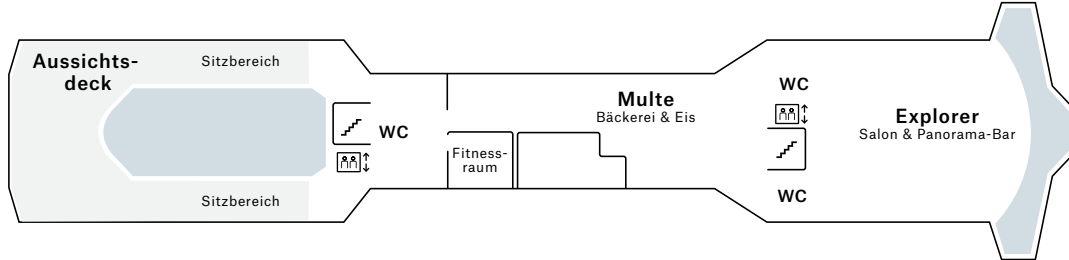 Aussichts-
deck
Sitzbereich
Sitzbereich
WC
Fitness-
raum
Multe
Bäckerei & Eis
WC
WC
Explorer
Salon & Panorama-Bar